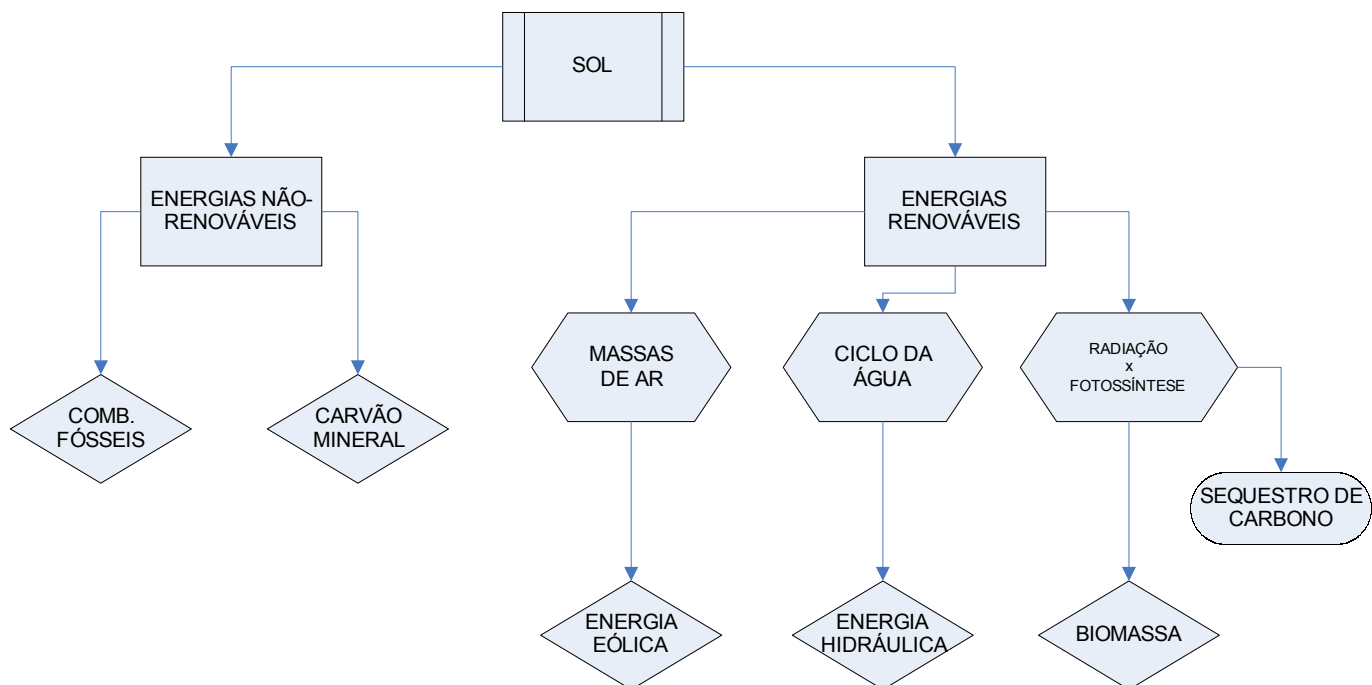 SOL
ENERGIAS NÃO-
RENOVÁVEIS
ENERGIAS
RENOVÁVEIS
MASSAS
DE AR
CICLO DA
ÁGUA
RADIAÇÃO
x
FOTOSSÍNTESE
COMB.
FÓSSEIS
CARVÃO
MINERAL
SEQUESTRO DE
CARBONO
ENERGIA
EÓLICA
ENERGIA
HIDRÁULICA
BIOMASSA